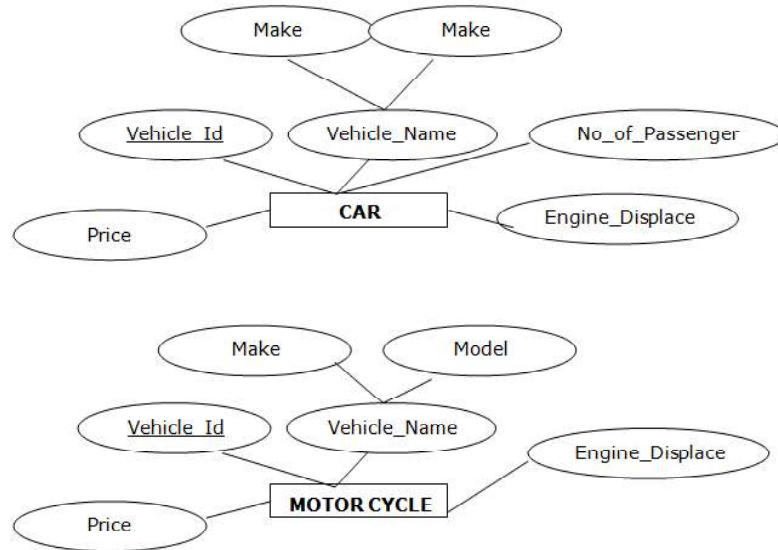 Make Make
Vehicle_Id Vehicle_Name No_of_Passenger
CAR
Price Engine_Displace
Make Model
Vehicle_Id Vehicle_Name
Engine_Displace
MOTOR CYCLE
Price